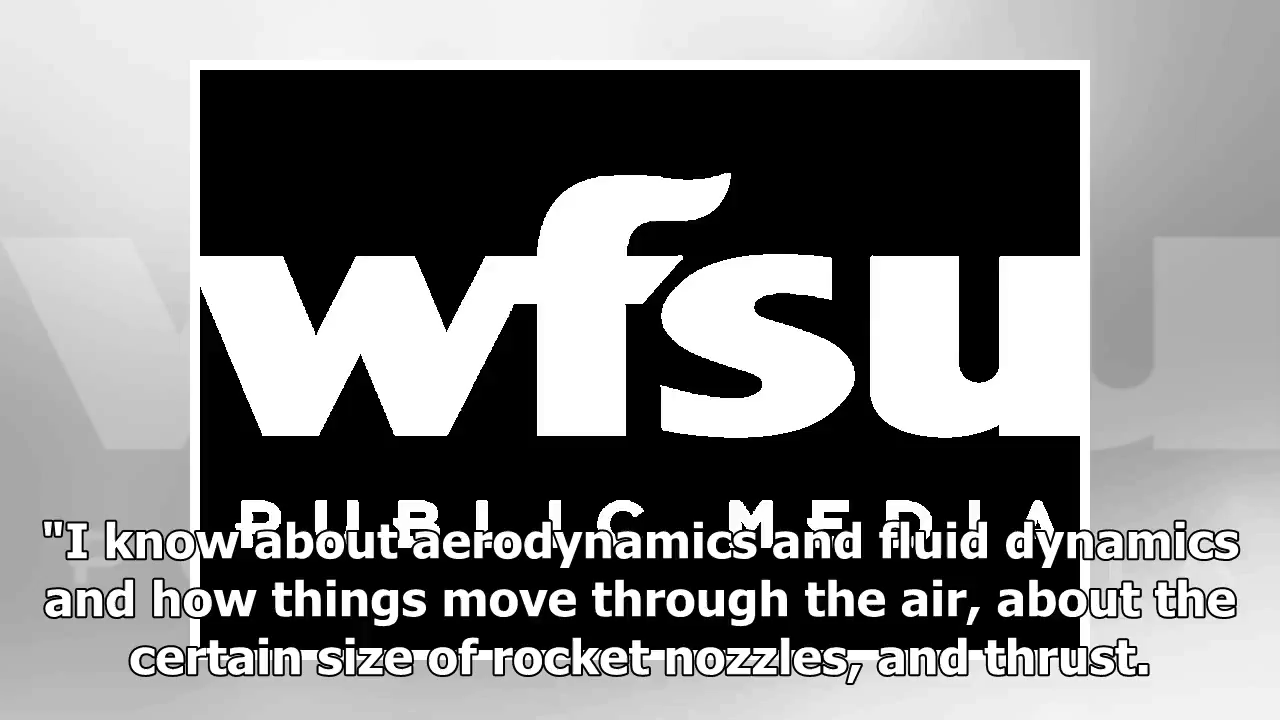 wfsu
PUBLIC MEDIA
"I know about aerodynamics and fluid dynamics
and how things move through the air, about the
certain size of rocket nozzles, and thrust.